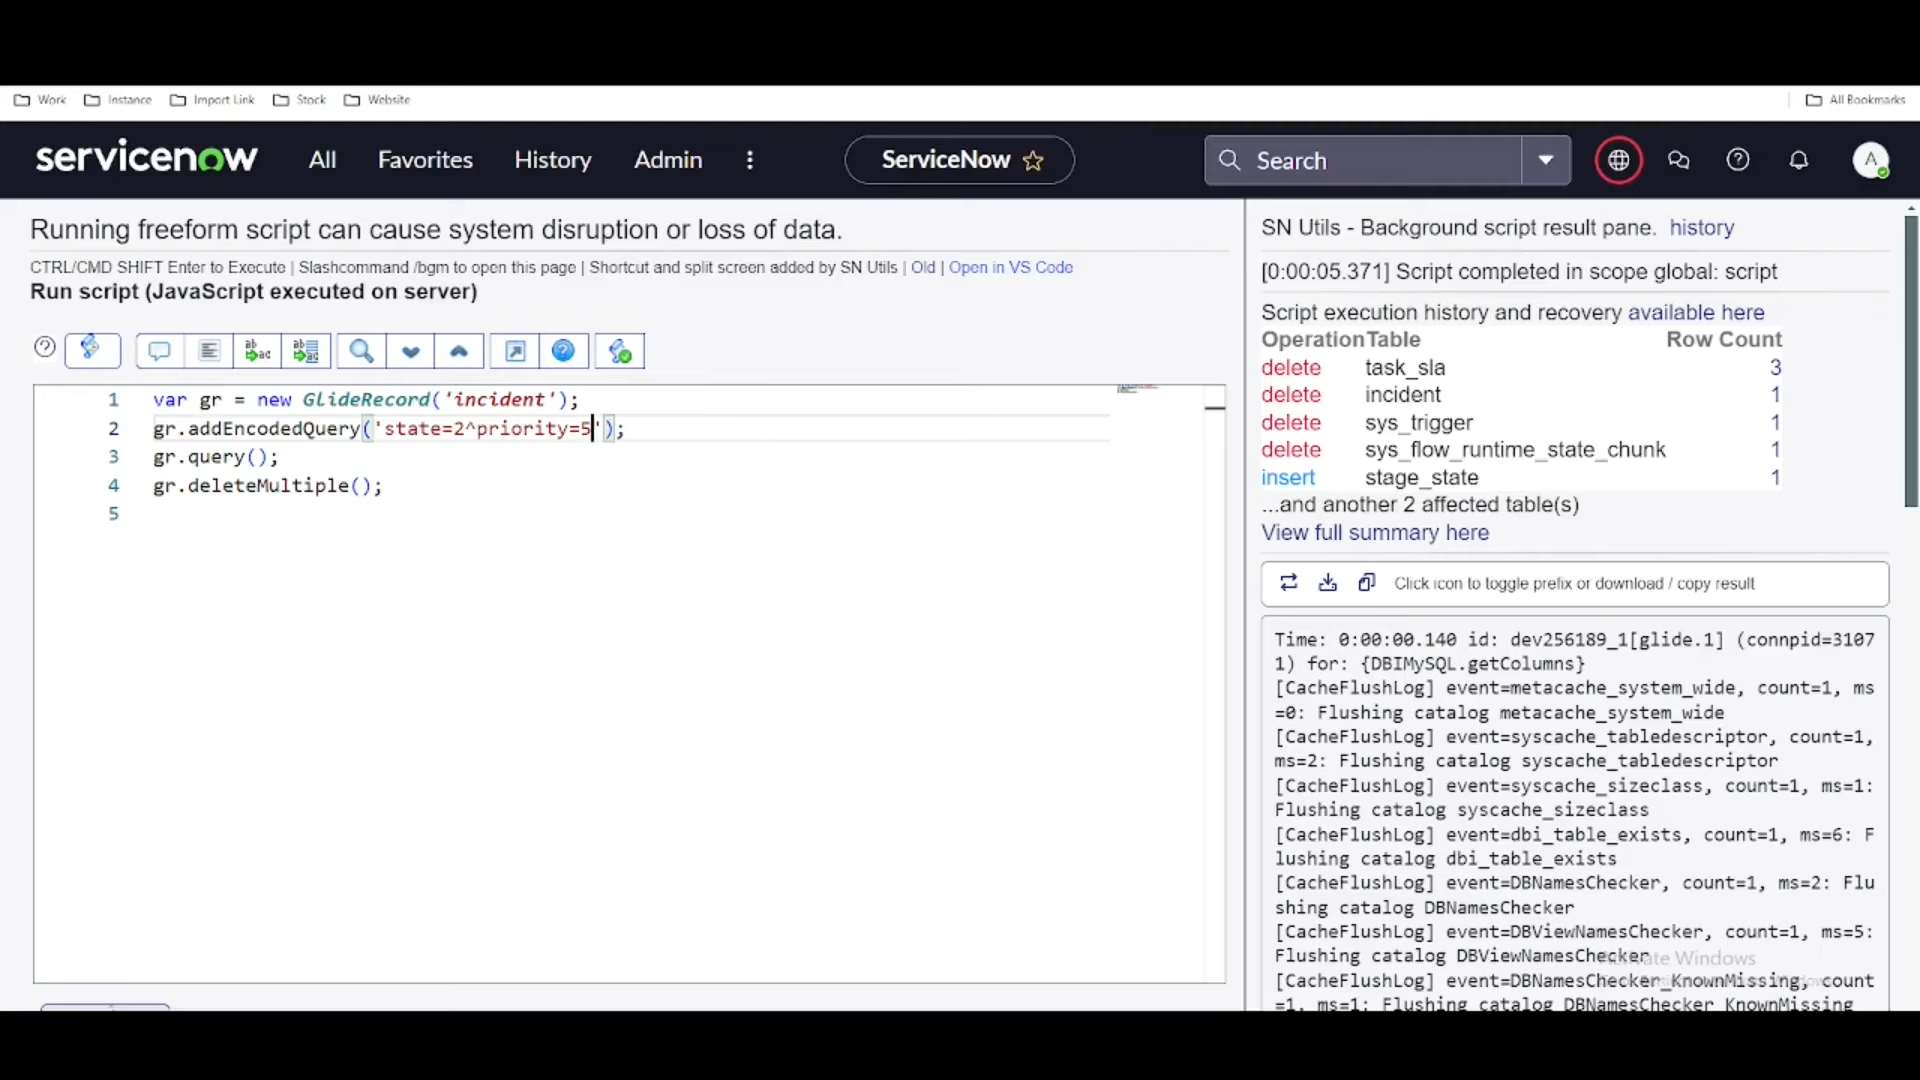 Work Instance Import Link Stock Website All Bookmarks
servicenow All Favorites History Admin ServiceNow Search A
Running freeform script can cause system disruption or loss of data.
CTRL/CMD SHIFT Enter to Execute | Slashcommand /bgm to open this page | Shortcut and split screen added by SN Utils | Old | Open in VS Code
Run script (JavaScript executed on server)
1 var gr = new GlideRecord('incident');
2 gr.addEncodedQuery('state=2^priority=5');
3 gr.query();
4 gr.deleteMultiple();
5
SN Utils - Background script result pane. history
[0:00:05.371] Script completed in scope global: script
Script execution history and recovery available here
Operation Table Row Count
delete task_sla 3
delete incident 1
delete sys_trigger 1
delete sys_flow_runtime_state_chunk 1
insert stage_state 1
...and another 2 affected table(s)
View full summary here
Click icon to toggle prefix or download / copy result
Time: 0:00:00.140 id: dev256189_1[glide.1] (connpid=3107
1) for: {DBIMySQL.getColumns}
[CacheFlushLog] event=metacache_system_wide, count=1, ms
=0: Flushing catalog metacache_system_wide
[CacheFlushLog] event=syscache_tabledescriptor, count=1,
ms=2: Flushing catalog syscache_tabledescriptor
[CacheFlushLog] event=syscache_sizeclass, count=1, ms=1:
Flushing catalog syscache_sizeclass
[CacheFlushLog] event=dbi_table_exists, count=1, ms=6: F
lushing catalog dbi_table_exists
[CacheFlushLog] event=DBNamesChecker, count=1, ms=2: Flu
shing catalog DBNamesChecker
[CacheFlushLog] event=DBViewNamesChecker, count=1, ms=5:
Flushing catalog DBViewNamesChecker
Activate Windows
[CacheFlushLog] event=DBNamesChecker_KnownMissing, count
=1, ms=1: Flushing catalog DBNamesChecker_KnownMissing